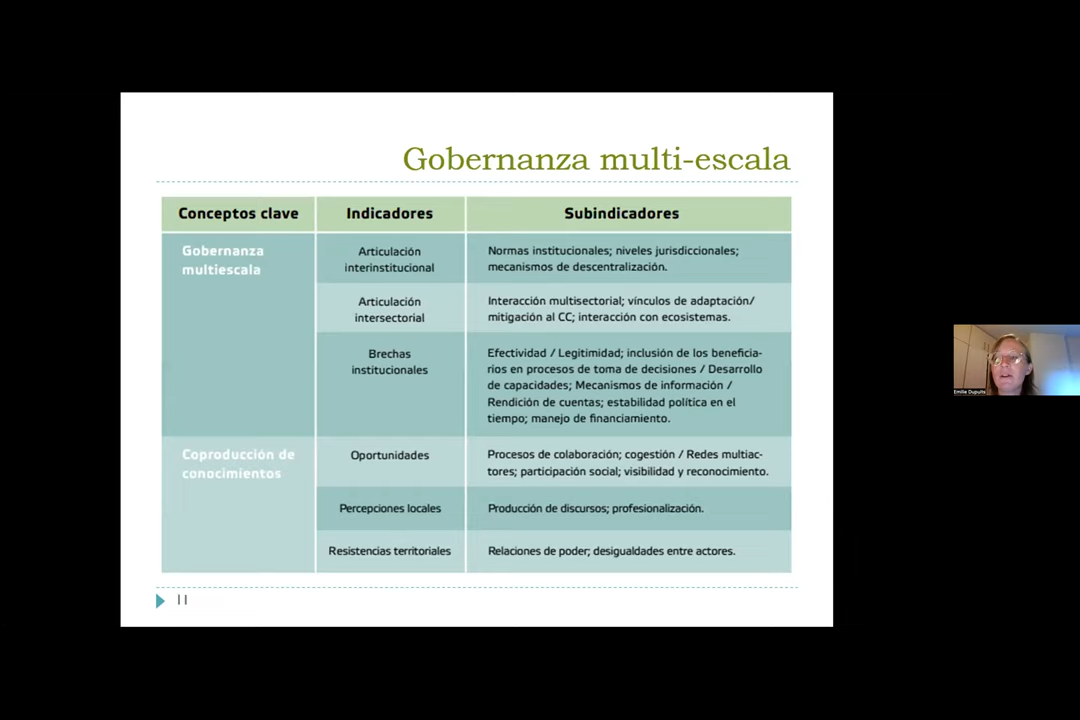 Gobernanza multi-escala
Conceptos clave
Indicadores
Subindicadores
Gobernanza
multiescala
Articulación
interinstitucional
Normas institucionales; niveles jurisdiccionales;
mecanismos de descentralización.
Articulación
intersectorial
Interacción multisectorial; vínculos de adaptación/
mitigación al CC; interacción con ecosistemas.
Brechas
institucionales
Efectividad / Legitimidad; inclusión de los beneficia-
rios en procesos de toma de decisiones / Desarrollo
de capacidades; Mecanismos de información /
Rendición de cuentas; estabilidad política en el
tiempo; manejo de financiamiento.
Coproducción de
conocimientos
Oportunidades
Procesos de colaboración; cogestión / Redes multiac-
tores; participación social; visibilidad y reconocimiento.
Percepciones locales
Producción de discursos; profesionalización.
Resistencias territoriales
Relaciones de poder; desigualdades entre actores.
11
Emilie Dupuits